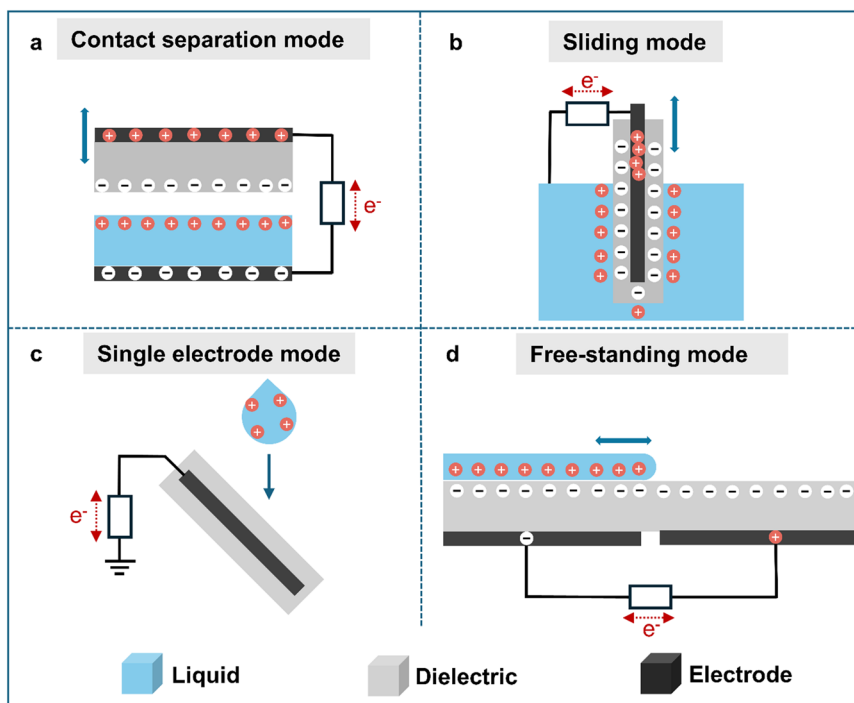 a
Contact separation mode
e-
b
Sliding mode
e-
c
Single electrode mode
e-
d
Free-standing mode
e-
Liquid
Dielectric
Electrode